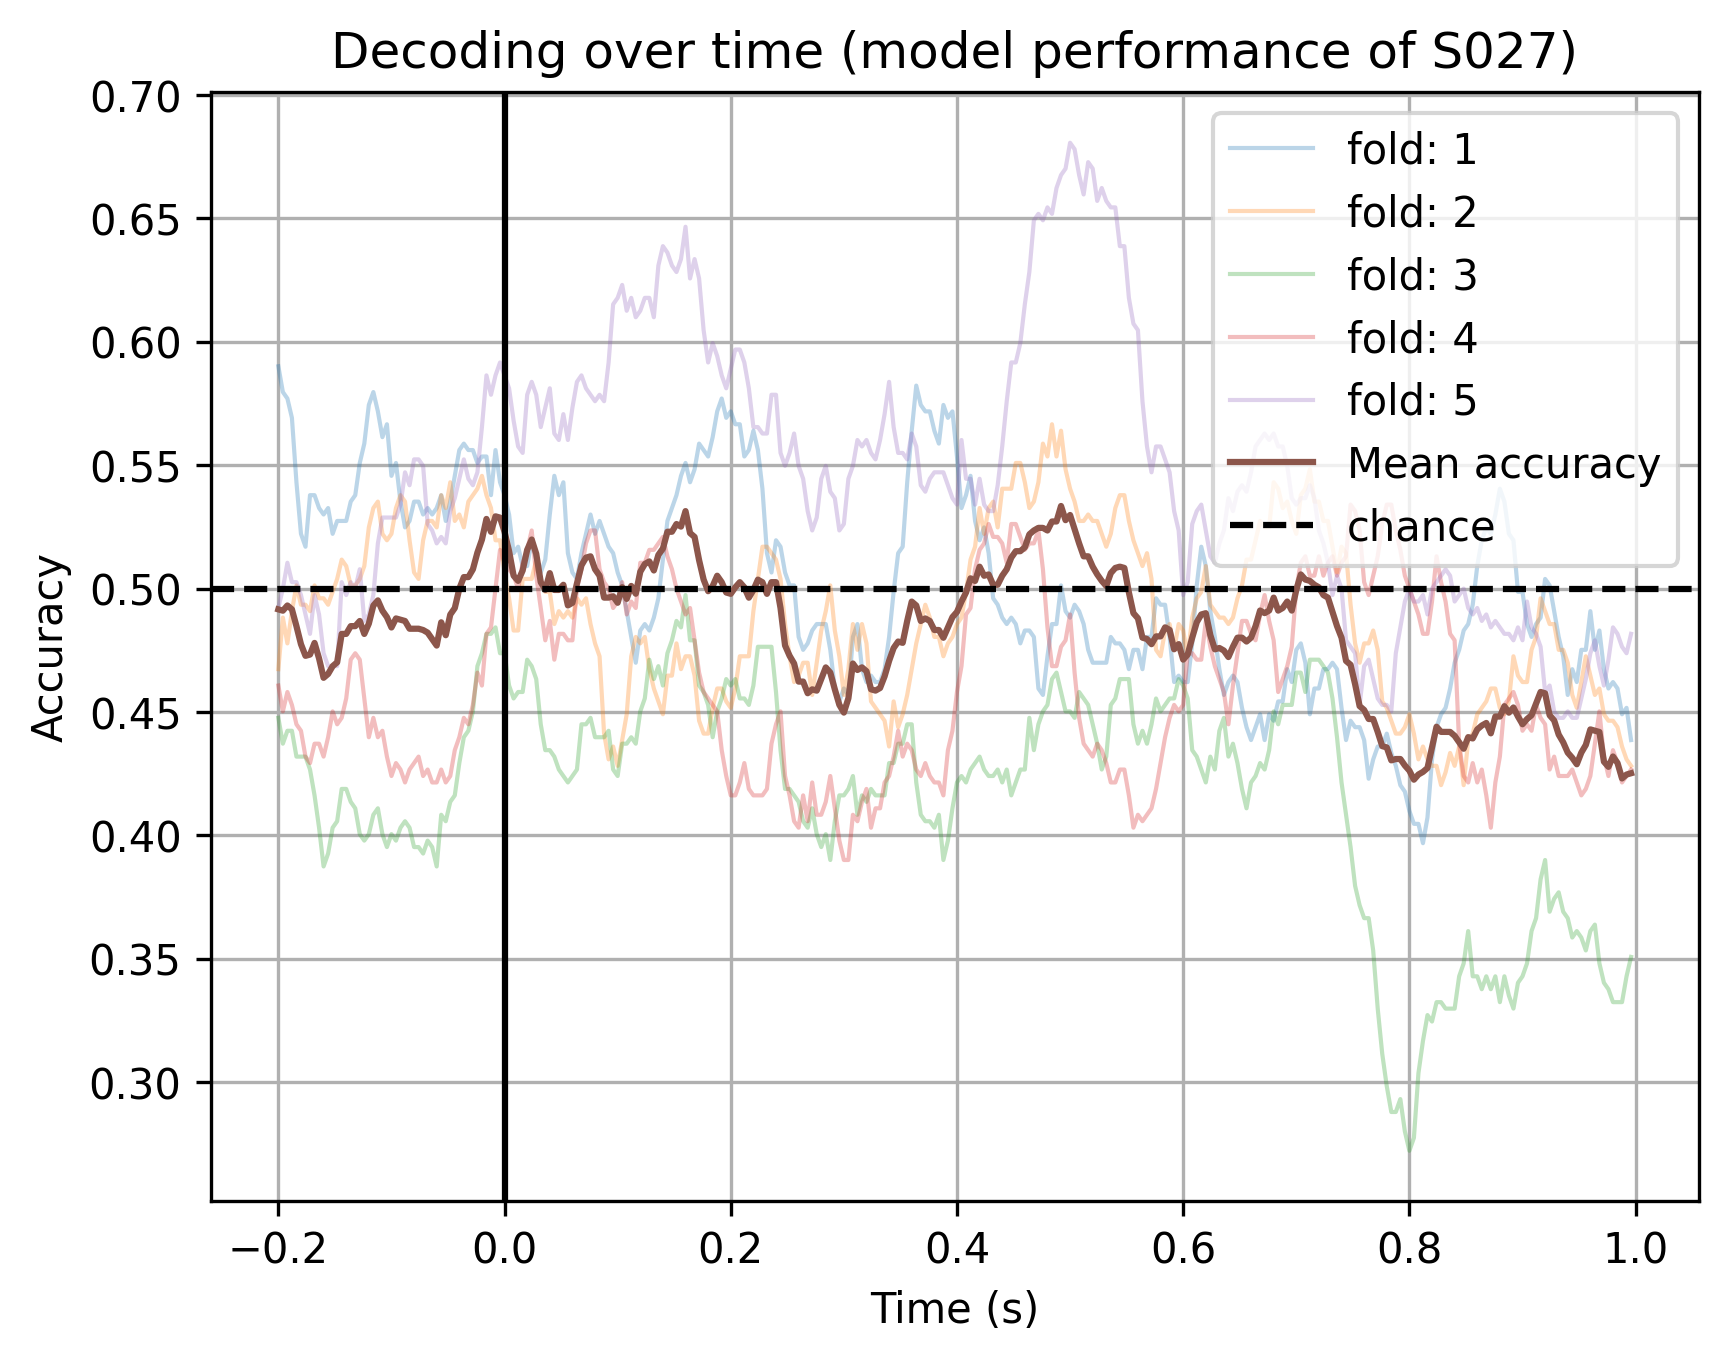 Decoding over time (model performance of S027)
0.70
0.65
0.60
0.55
0.50
0.45
0.40
0.35
0.30
Accuracy
fold: 1
fold: 2
fold: 3
fold: 4
fold: 5
Mean accuracy
chance
−0.2 0.0 0.2 0.4 0.6 0.8 1.0
Time (s)